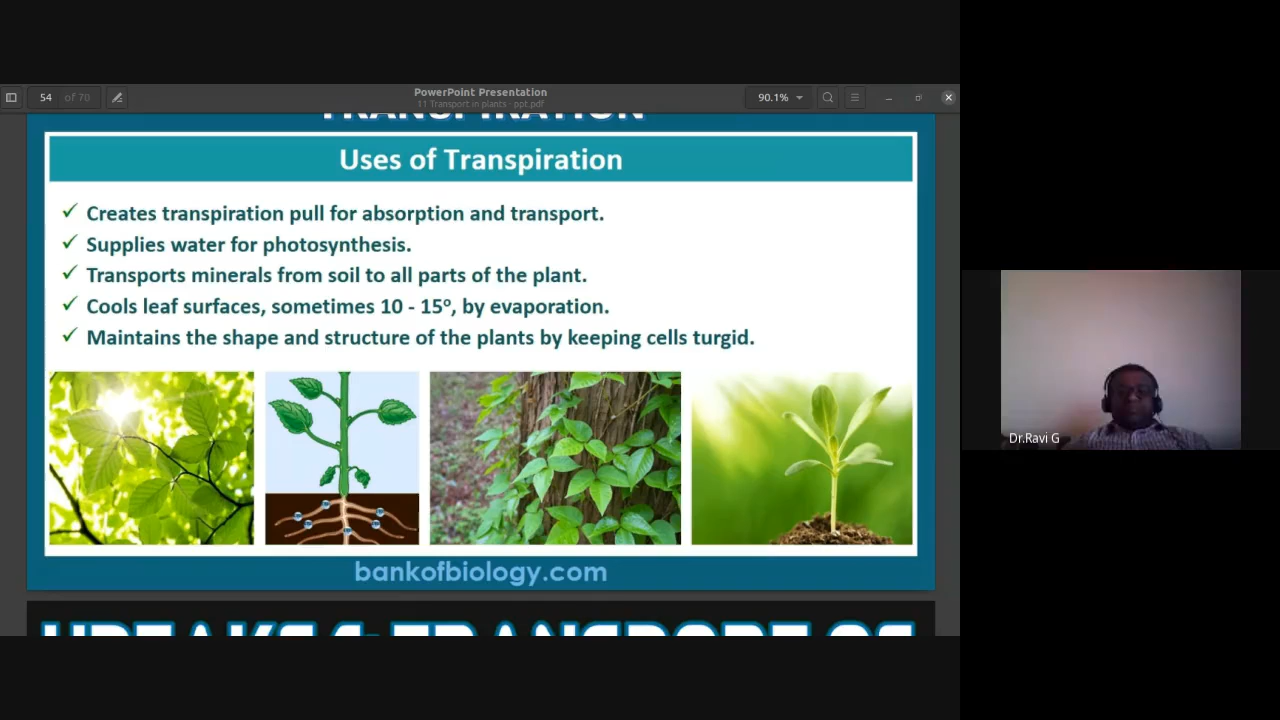 54 of 70
PowerPoint Presentation
11 Transport in plants - ppt.pdf
90.1%
TRANSPIRATION
Uses of Transpiration
✓ Creates transpiration pull for absorption and transport.
✓ Supplies water for photosynthesis.
✓ Transports minerals from soil to all parts of the plant.
✓ Cools leaf surfaces, sometimes 10 - 15°, by evaporation.
✓ Maintains the shape and structure of the plants by keeping cells turgid.
bankofbiology.com
UPTAKE & TRANSPORT OF
Dr.Ravi G